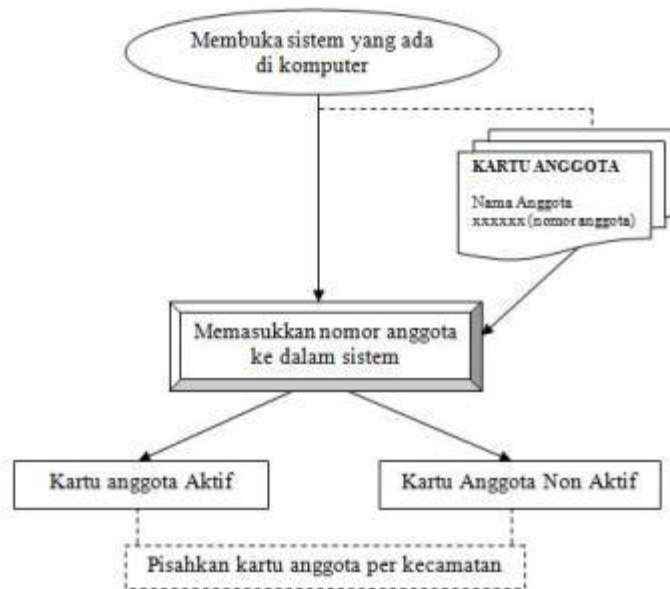 Membuka sistem yang ada
di komputer
KARTU ANGGOTA
Nama Anggota
xxxxxx (nomor anggota)
Memasukkan nomor anggota
ke dalam sistem
Kartu anggota Aktif
Kartu Anggota Non Aktif
Pisahkan kartu anggota per kecamatan